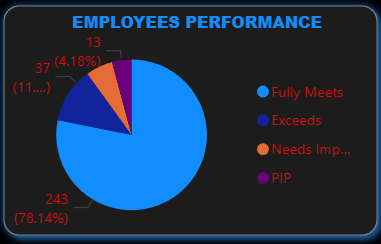 EMPLOYEES PERFORMANCE
13
(4.18%)
37
(11....)
243
(78.14%)
Fully Meets
Exceeds
Needs Imp...
PIP